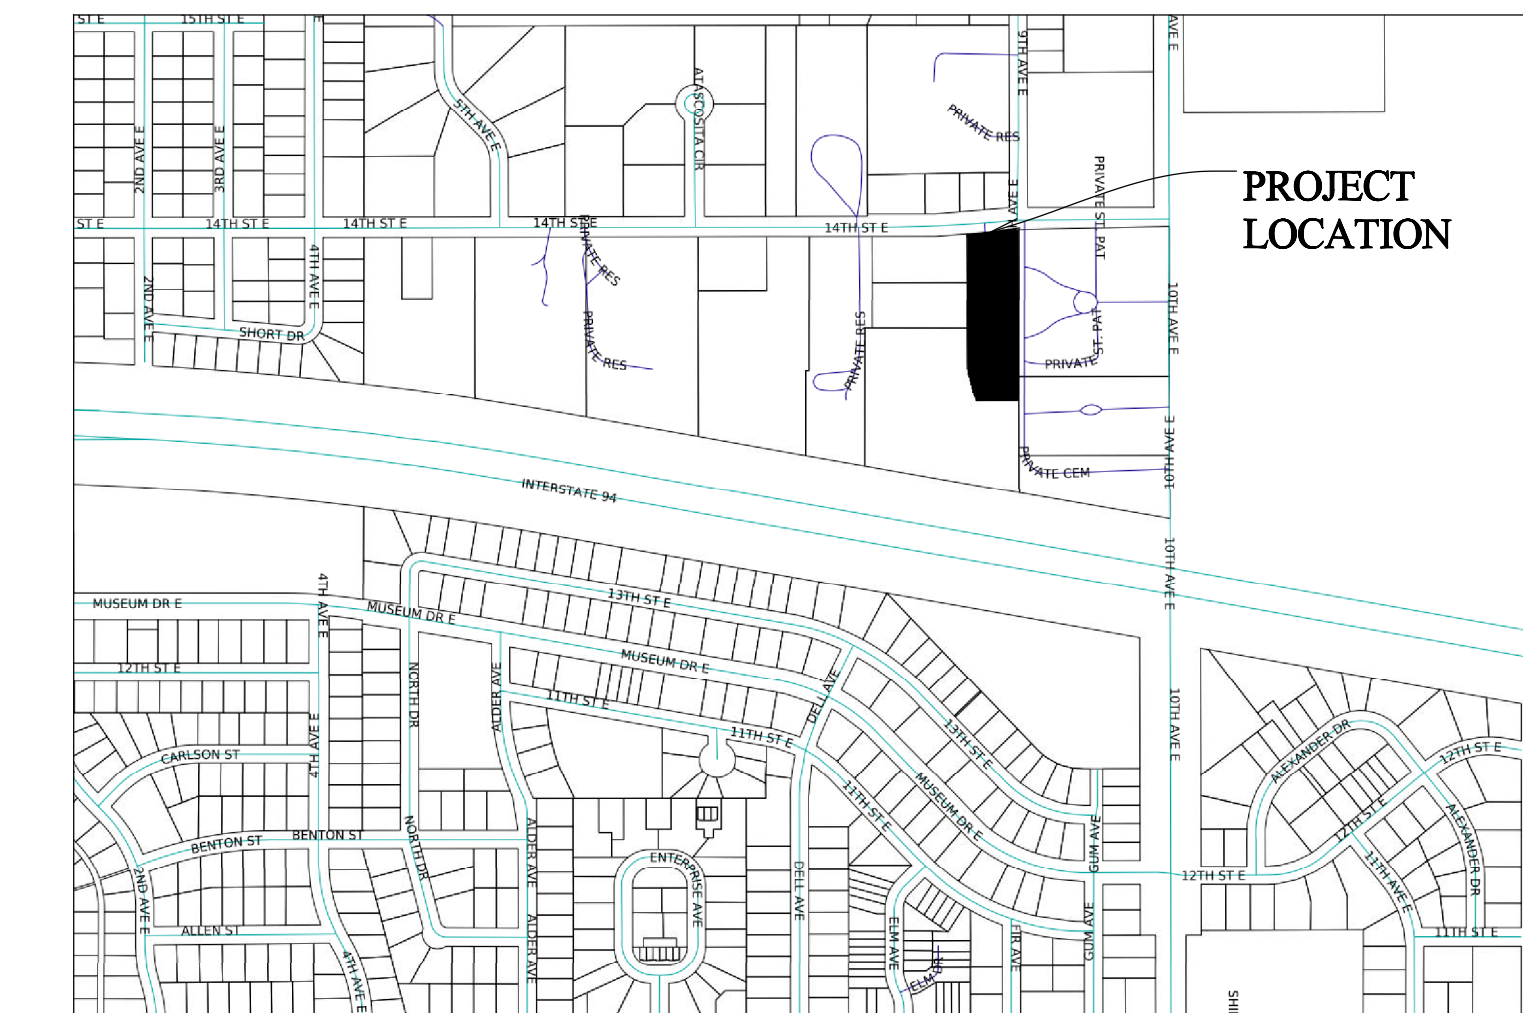 ST E
15TH ST E
E
AVE E
9TH AVE E
ATASCOSITA CIR
5TH AVE E
PRIVATE RES
2ND AVE E
3RD AVE E
PRIVATE ST. PAT
PROJECT
LOCATION
AVE E
ST E
14TH ST E
14TH ST E
14TH ST E
14TH ST E
PRIVATE RES
4TH AVE E
2ND AVE E
SHORT DR
PRIVATE RES
PRIVATE RES
ST. PAT
PRIVATE
10TH AVE E
10TH AVE E
PRIVATE CEM
INTERSTATE 94
10TH AVE E
MUSEUM DR E
4TH AVE E
MUSEUM DR E
13TH ST E
12TH ST E
MUSEUM DR E
NORTH DR
ALDER AVE
11TH ST E
DELL AVE
10TH AVE E
11TH ST E
13TH ST E
4TH AVE E
CARLSON ST
ALEXANDER DR
12TH ST E
11TH ST E
MUSEUM DR E
12TH ST E
ALEXANDER DR
BENTON ST
BENTON ST
NORTH DR
ALDER AVE
ENTERPRISE AVE
GUM AVE
12TH ST E
11TH AVE E
2ND AVE E
DELL AVE
ALLEN ST
ALDER AVE
ELM AVE
FIR AVE
GUM AVE
11TH ST E
4TH AVE E
ELM DR
SHI